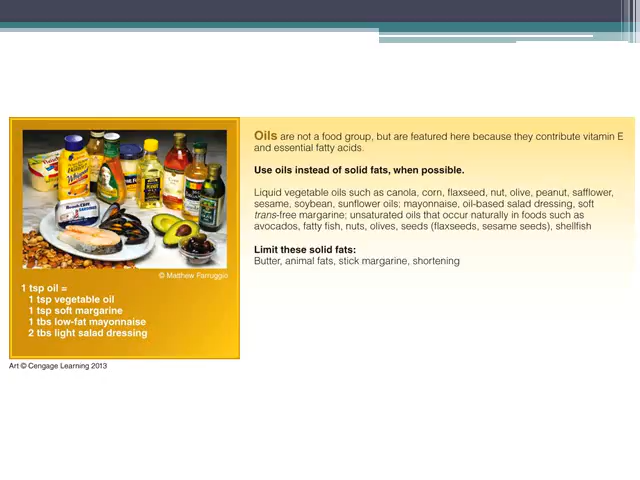 Oils are not a food group, but are featured here because they contribute vitamin E
and essential fatty acids.
Use oils instead of solid fats, when possible.
Liquid vegetable oils such as canola, corn, flaxseed, nut, olive, peanut, safflower,
sesame, soybean, sunflower oils; mayonnaise, oil-based salad dressing, soft
trans-free margarine; unsaturated oils that occur naturally in foods such as
avocados, fatty fish, nuts, olives, seeds (flaxseeds, sesame seeds), shellfish
Limit these solid fats:
Butter, animal fats, stick margarine, shortening
© Matthew Farruggio
1 tsp oil =
1 tsp vegetable oil
1 tsp soft margarine
1 tbs low-fat mayonnaise
2 tbs light salad dressing
Art © Cengage Learning 2013